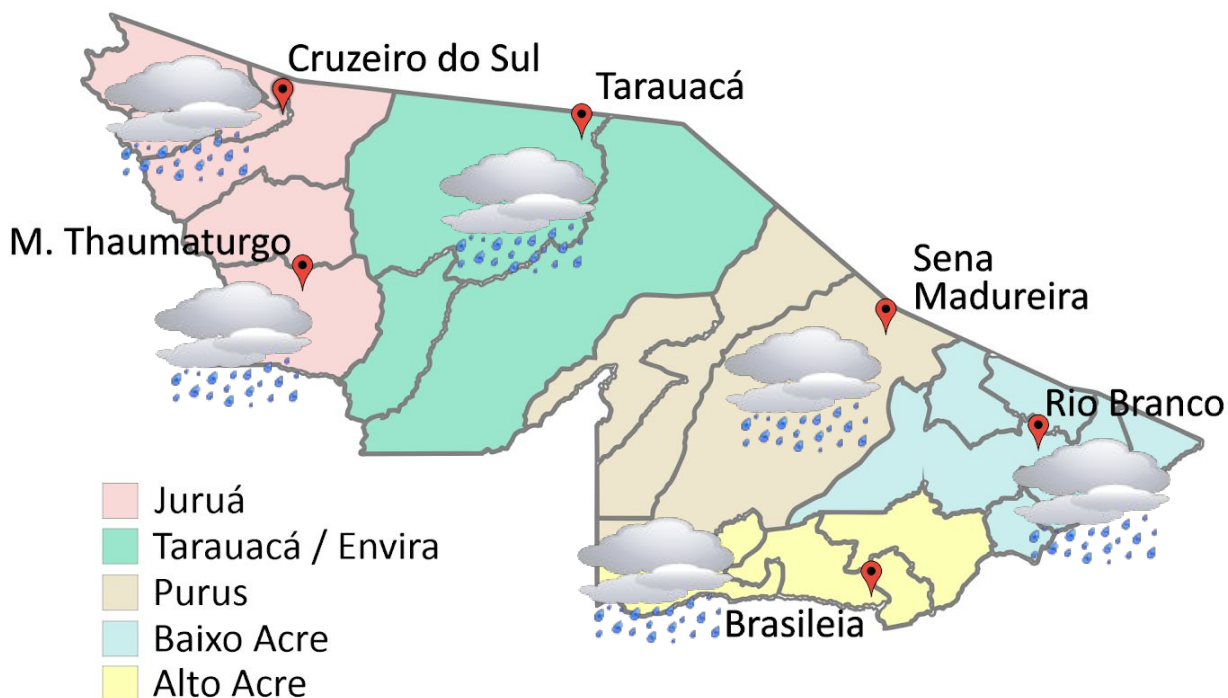 Cruzeiro do Sul
Tarauacá
M. Thaumaturgo
Sena
Madureira
Rio Branco
Brasileia
Juruá
Tarauacá / Envira
Purus
Baixo Acre
Alto Acre